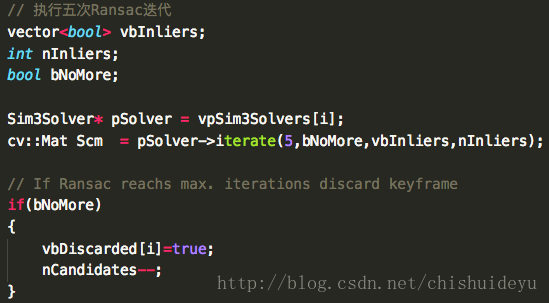 // 执行五次Ransac迭代
vector<bool> vbInliers;
int nInliers;
bool bNoMore;

Sim3Solver* pSolver = vpSim3Solvers[i];
cv::Mat Scm  = pSolver->iterate(5,bNoMore,vbInliers,nInliers);

// If Ransac reachs max. iterations discard keyframe
if(bNoMore)
{
    vbDiscarded[i]=true;
    nCandidates--;
http://blog.csdn.net/chishuideyu
}